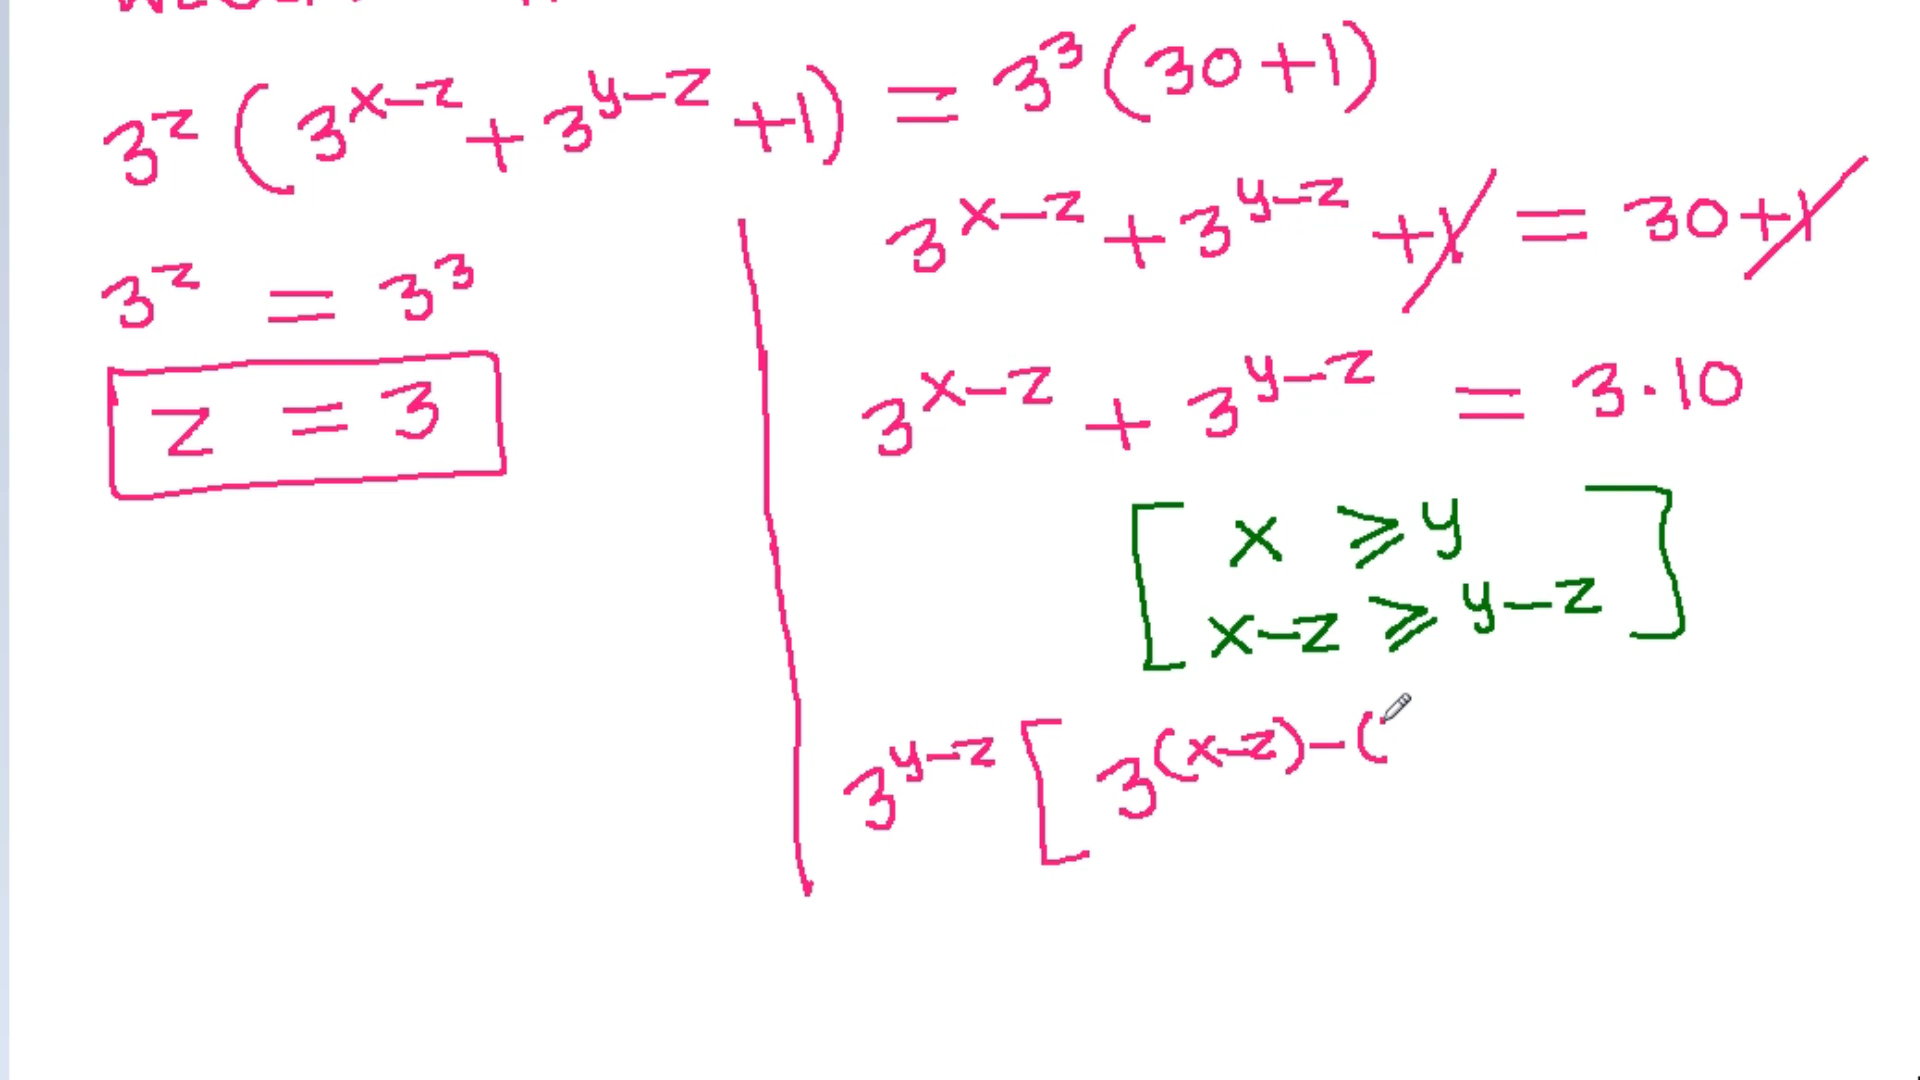 3^z (3^{x-z} + 3^{y-z} + 1) = 3^3 (30+1)
3^z = 3^3
z = 3
3^{x-z} + 3^{y-z} + 1 = 30 + 1
3^{x-z} + 3^{y-z} = 3·10
[ x ⩾ y
x-z ⩾ y-z ]
3^{y-z} [ 3^{(x-z)-(